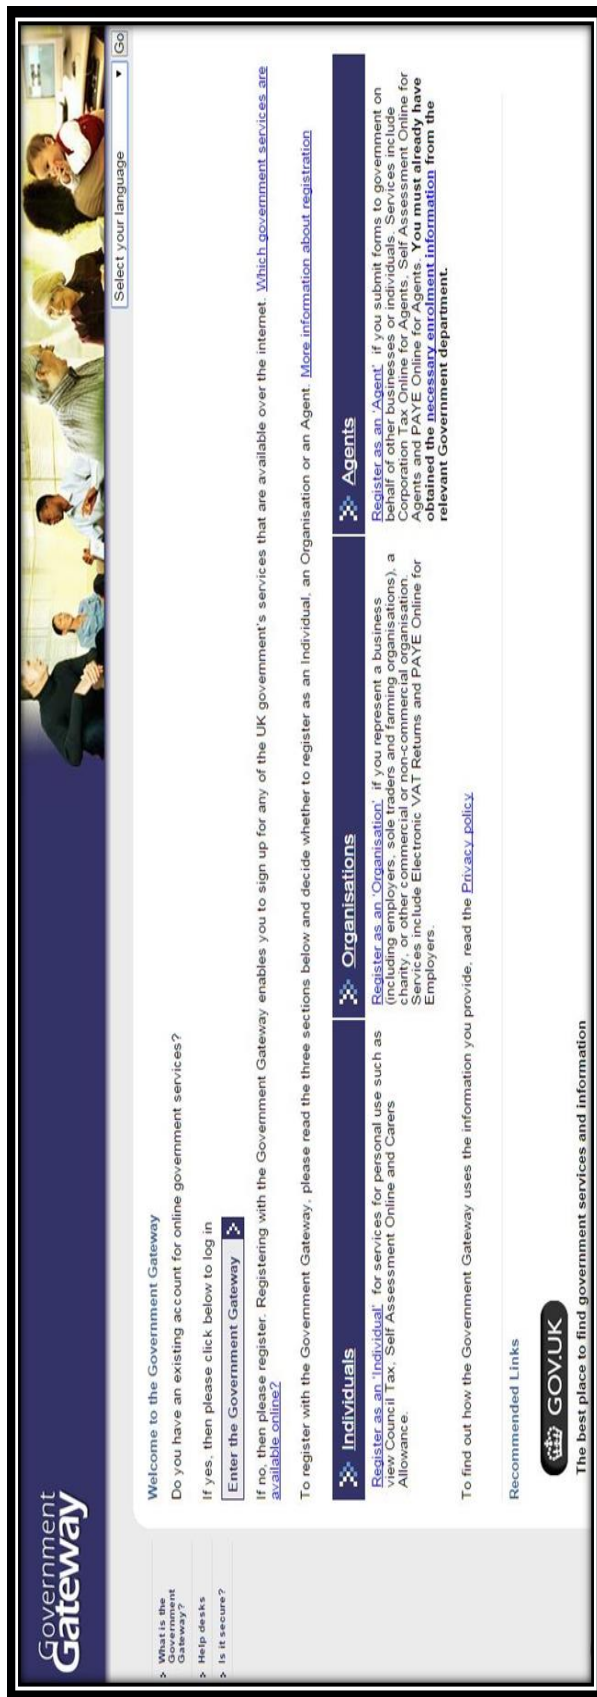 Government
Gateway
Select your language
Go
> What is the
Government
Gateway?
> Help desks
> Is it secure?
Welcome to the Government Gateway
Do you have an existing account for online government services?
If yes, then please click below to log in
Enter the Government Gateway
If no, then please register. Registering with the Government Gateway enables you to sign up for any of the UK government's services that are available over the internet. Which government services are
available online?
To register with the Government Gateway, please read the three sections below and decide whether to register as an Individual, an Organisation or an Agent. More information about registration
Individuals
Register as an 'Individual' for services for personal use such as
view Council Tax, Self Assessment Online and Carers
Allowance.
Organisations
Register as an 'Organisation' if you represent a business
(including employers, sole traders and farming organisations), a
charity, or other commercial or non-commercial organisation.
Services include Electronic VAT Returns and PAYE Online for
Employers.
Agents
Register as an 'Agent' if you submit forms to government on
behalf of other businesses or individuals. Services include
Corporation Tax Online for Agents, Self Assessment Online for
Agents and PAYE Online for Agents. You must already have
obtained the necessary enrolment information from the
relevant Government department.
To find out how the Government Gateway uses the information you provide, read the Privacy policy
Recommended Links
GOV.UK
The best place to find government services and information